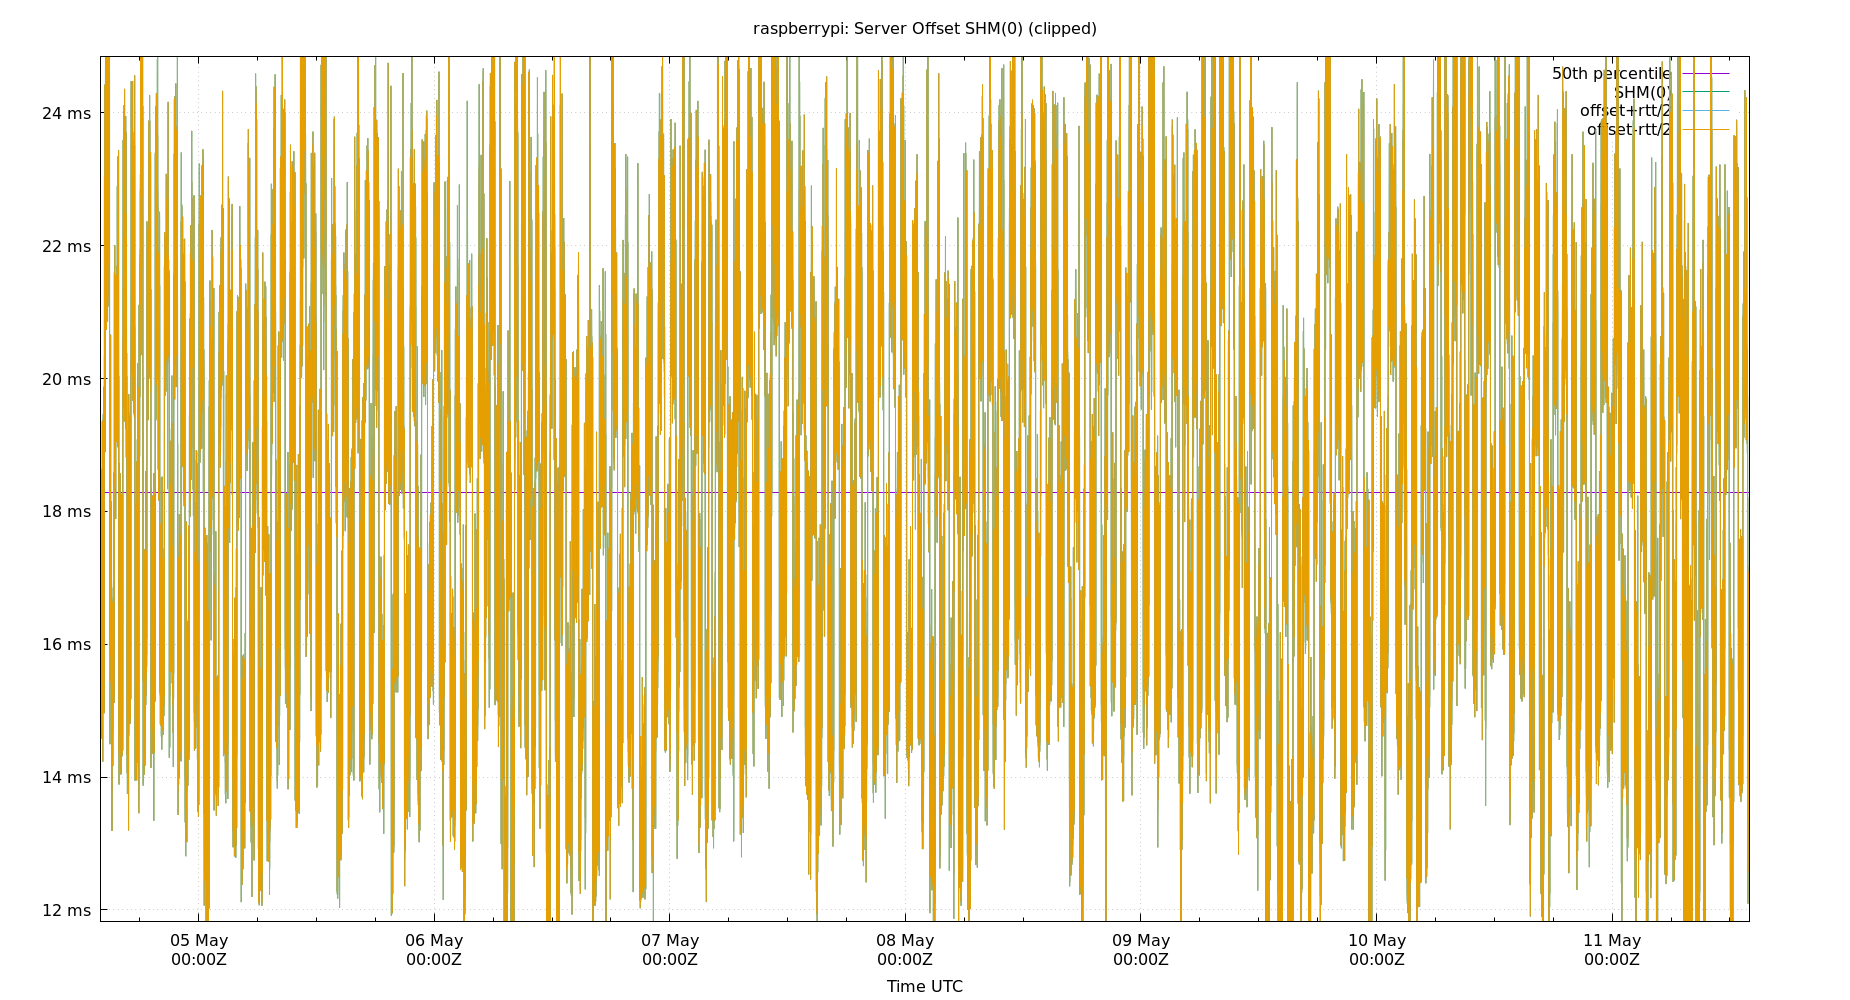 raspberrypi: Server Offset SHM(0) (clipped)
50th percentile
SHM(0)
offset+rtt/2
offset-rtt/2
24 ms
22 ms
20 ms
18 ms
16 ms
14 ms
12 ms
05 May 06 May 07 May 08 May 09 May 10 May 11 May
00:00Z 00:00Z 00:00Z 00:00Z 00:00Z 00:00Z 00:00Z
Time UTC